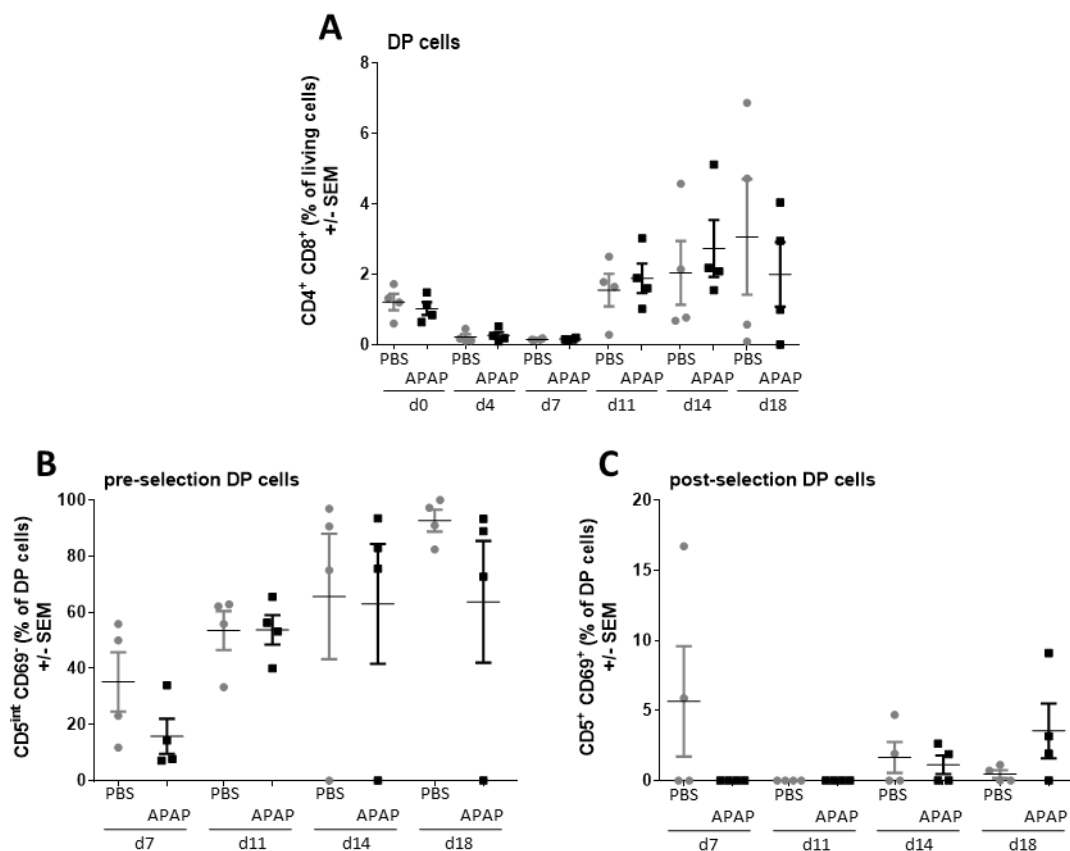 A
DP cells
CD4⁺ CD8⁺ (% of living cells)
+/- SEM
8
6
4
2
0
PBS PBS PBS PBS PBS PBS
APAP APAP APAP APAP APAP APAP
d0 d4 d7 d11 d14 d18
B
pre-selection DP cells
CD5ⁱⁿᵗ CD69⁻ (% of DP cells)
+/- SEM
100
80
60
40
20
0
PBS PBS PBS PBS
APAP APAP APAP APAP
d7 d11 d14 d18
C
post-selection DP cells
CD5⁺ CD69⁺ (% of DP cells)
+/- SEM
20
15
10
5
0
PBS PBS PBS PBS
APAP APAP APAP APAP
d7 d11 d14 d18